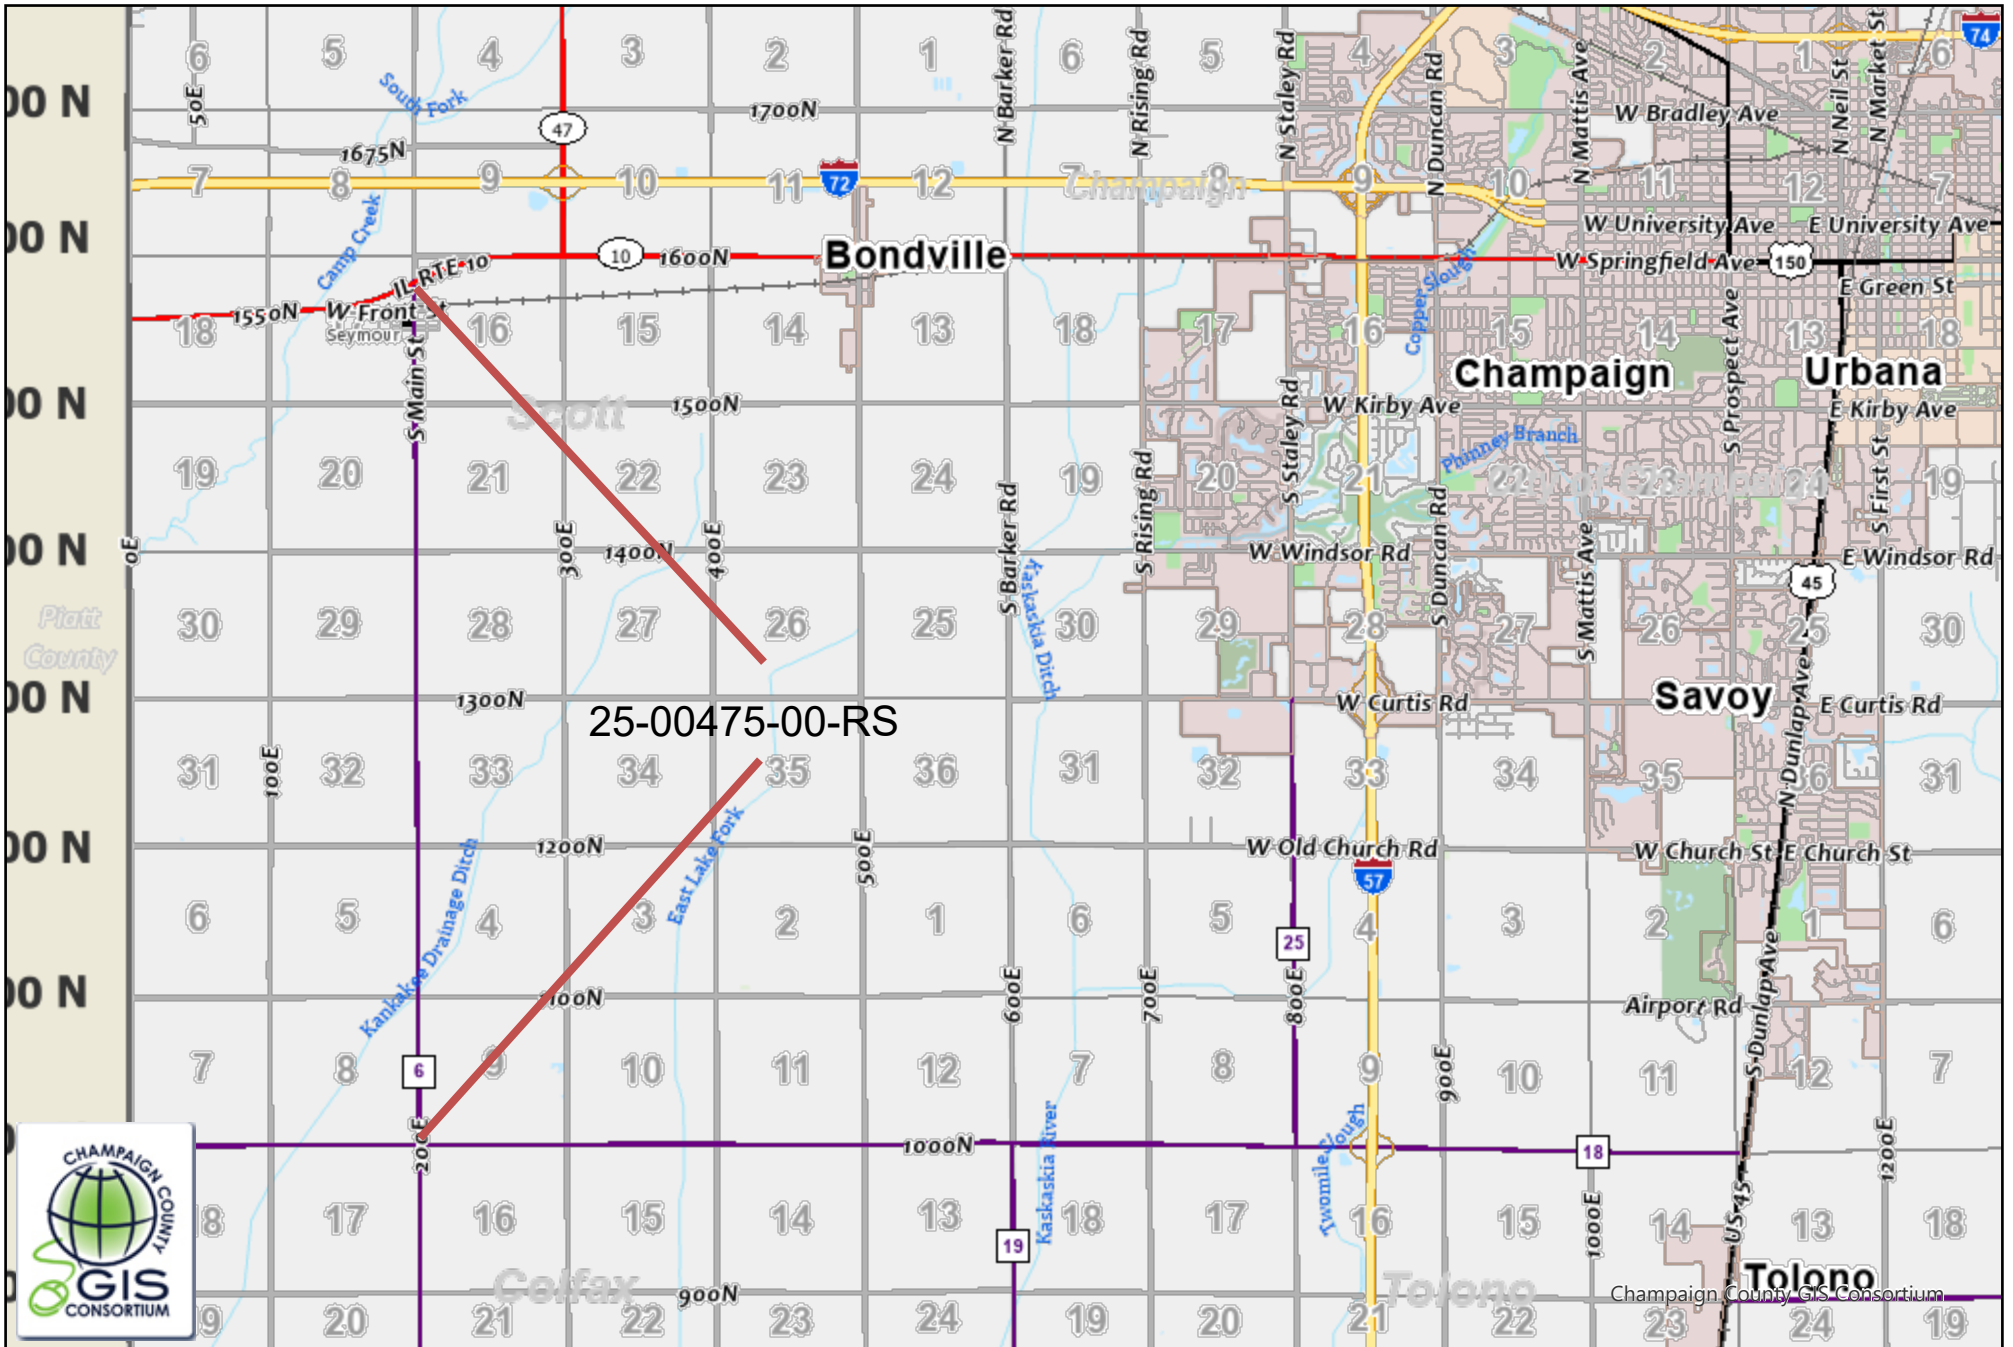 6 5 4 3 2 1 6 5 4 3 2 1 6
74
50E
South Fork
N Barker Rd
N Rising Rd
N Staley Rd
N Duncan Rd
N Mattis Ave
N Neil St
N Market St
00 N
1700N
W Bradley Ave
47
1675N
7 8 9 10 11 12 7 8 9 10 11 12 7
72
Champaign
Camp Creek
00 N
W University Ave
E University Ave
IL RTE 10
10
1600N
Bondville
W Springfield Ave
150
E Green St
Copper Slough
1550N
W Front St
Seymour
18 16 15 14 13 18 17 16 15 14 13 18
S Main St
S Prospect Ave
Champaign
Urbana
00 N
Scott
1500N
W Kirby Ave
E Kirby Ave
S Staley Rd
Phinney Branch
S First St
19 20 21 22 23 24 19 20 21 22 23 24 19
City of Champaign
S Barker Rd
S Rising Rd
S Duncan Rd
S Mattis Ave
00 N
0E
300E
1400N
400E
W Windsor Rd
E Windsor Rd
45
Kaskaskia Ditch
Piatt
County
30 29 28 27 26 25 30 29 28 27 26 25 30
00 N
1300N
W Curtis Rd
Savoy
E Curtis Rd
25-00475-00-RS
N Dunlap Ave
100E
31 32 33 34 35 36 31 32 33 34 35 36 31
00 N
1200N
500E
W Old Church Rd
W Church St
E Church St
57
Kankakee Drainage Ditch
East Lake Fork
6 5 4 3 2 1 6 5 4 3 2 1 6
25
S Dunlap Ave
00 N
1100N
600E
700E
800E
Airport Rd
6
7 8 9 10 11 12 7 8 9 10 11 12 7
900E
200E
1000N
Kaskaskia River
Twomile Slough
18
1000E
1200E
US 45
CHAMPAIGN COUNTY
GIS
CONSORTIUM
18 17 16 15 14 13 18 17 16 15 14 13 18
19
Colfax
900N
Tolono
Tolono
Champaign County GIS Consortium
19 20 21 22 23 24 19 20 21 22 23 24 19